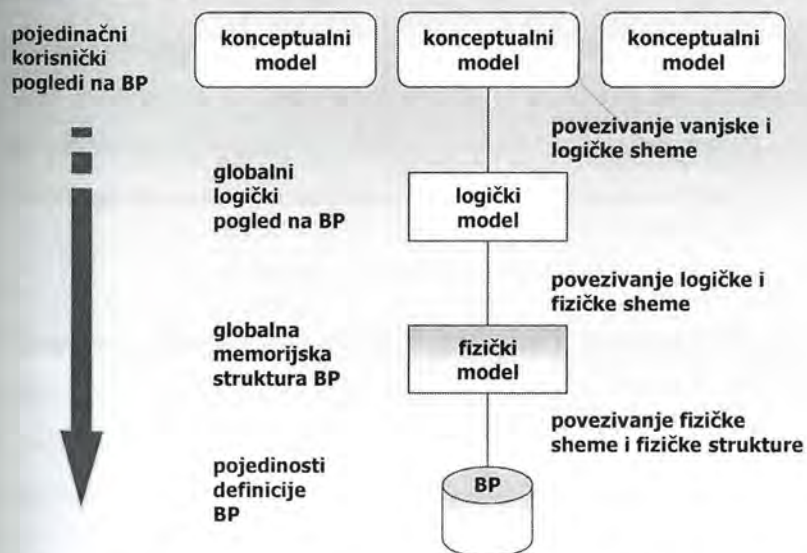 pojedinačni
korisnički
pogledi na BP
konceptualni
model
konceptualni
model
konceptualni
model
povezivanje vanjske i
logičke sheme
globalni
logički
pogled na BP
logički
model
povezivanje logičke i
fizičke sheme
globalna
memorijska
struktura BP
fizički
model
povezivanje fizičke
sheme i fizičke strukture
pojedinosti
definicije
BP
BP